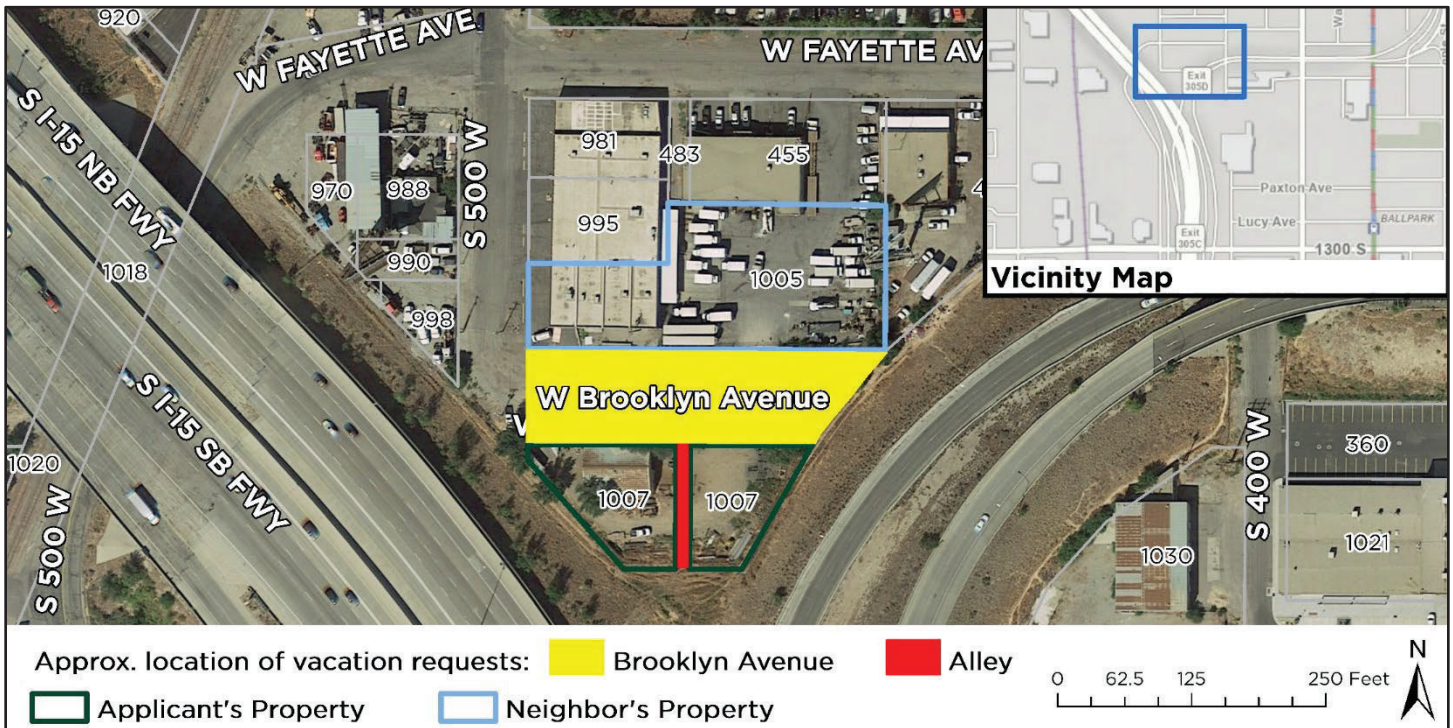 920
W FAYETTE AVE
W FAYETTE AV
S I-15 NB FWY
S 500 W
981
483
455
970
988
995
990
1005
1018
998
S I-15 SB FWY
W Brooklyn Avenue
1020
1007
1007
S 500 W
S 400 W
360
1030
1021
Exit
305D
Paxton Ave
Lucy Ave
BALLPARK
Exit
305C
1300 S
Vicinity Map
Approx. location of vacation requests:
Brooklyn Avenue
Alley
Applicant's Property
Neighbor's Property
0 62.5 125 250 Feet
N